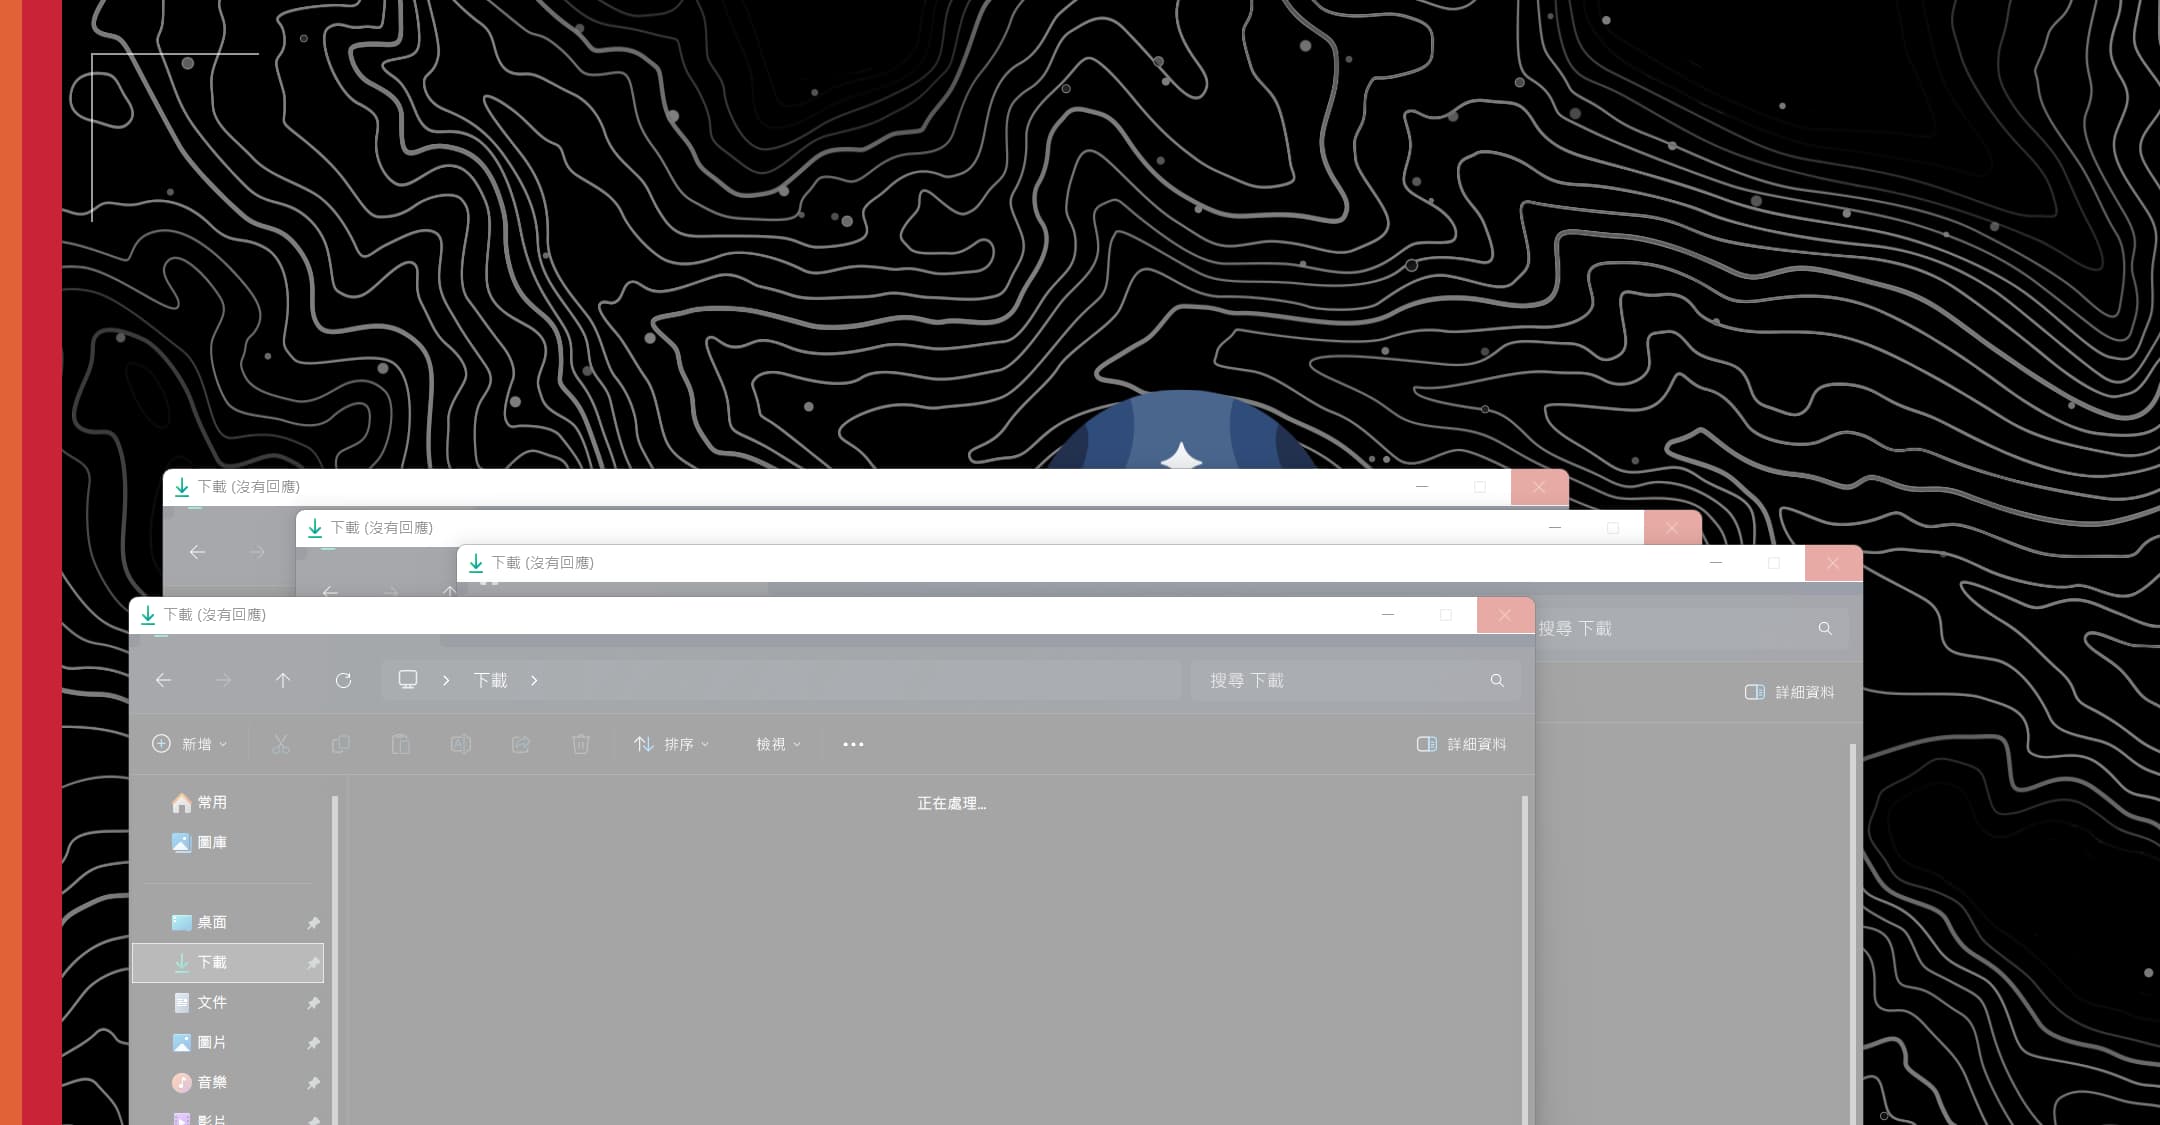 下載 (沒有回應)
下載 (沒有回應)
下載 (沒有回應)
下載 (沒有回應)
搜尋 下載
下載
搜尋 下載
詳細資料
新增
排序
檢視
詳細資料
常用
正在處理...
圖庫
桌面
下載
文件
圖片
音樂
影片